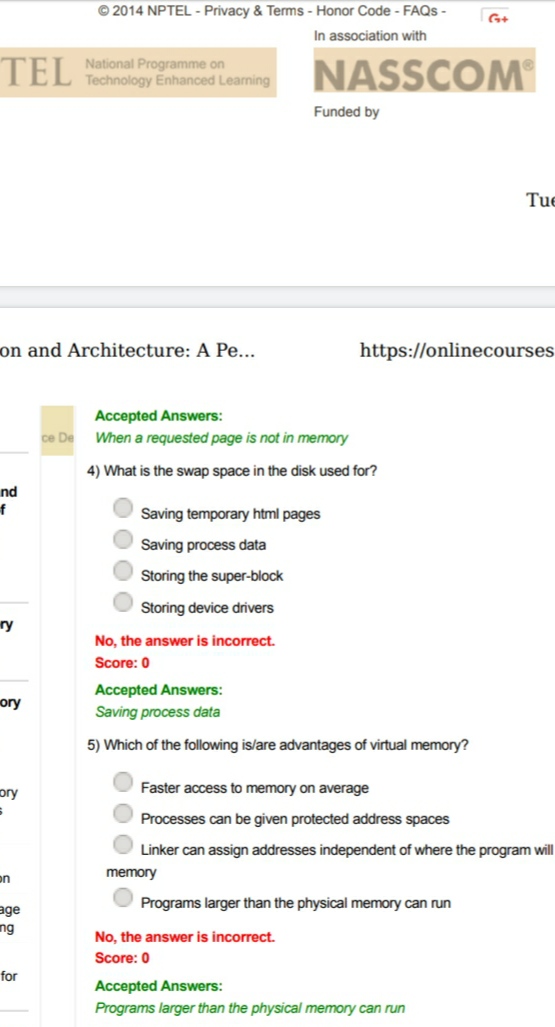 © 2014 NPTEL - Privacy & Terms - Honor Code - FAQs -
G+
In association with
TEL National Programme on
Technology Enhanced Learning
NASSCOM®
Funded by
Tue
on and Architecture: A Pe...
https://onlinecourses
Accepted Answers:
ce De
When a requested page is not in memory
4) What is the swap space in the disk used for?
nd
f
Saving temporary html pages
Saving process data
Storing the super-block
Storing device drivers
ry
No, the answer is incorrect.
Score: 0
Accepted Answers:
ory
Saving process data
5) Which of the following is/are advantages of virtual memory?
Faster access to memory on average
ory
s
Processes can be given protected address spaces
Linker can assign addresses independent of where the program will
memory
on
Programs larger than the physical memory can run
age
ng
No, the answer is incorrect.
Score: 0
for
Accepted Answers:
Programs larger than the physical memory can run